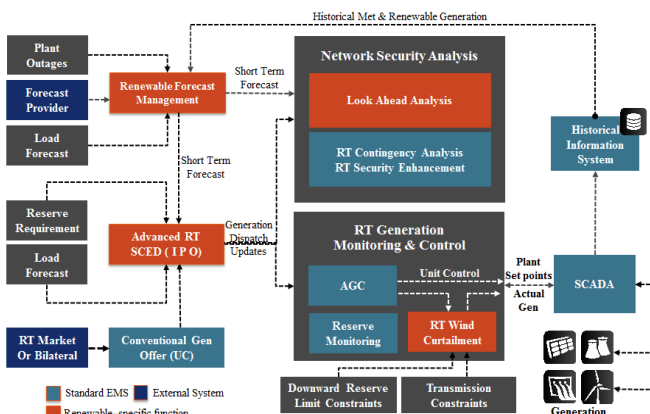 Historical Met & Renewable Generation
Plant
Outages
Forecast
Provider
Load
Forecast
Renewable Forecast
Management
Short Term
Forecast
Network Security Analysis
Look Ahead Analysis
RT Contingency Analysis
RT Security Enhancement
Historical
Information
System
Short Term
Forecast
Reserve
Requirement
Load
Forecast
Advanced RT
SCED ( I P O)
Generation
Dispatch
Updates
RT Generation
Monitoring & Control
AGC
Unit Control
Reserve
Monitoring
RT Wind
Curtailment
Plant
Set points
Actual
Gen
SCADA
RT Market
Or Bilateral
Conventional Gen
Offer (UC)
Downward Reserve
Limit Constraints
Transmission
Constraints
Generation
Standard EMS
External System
Renewable-specific function